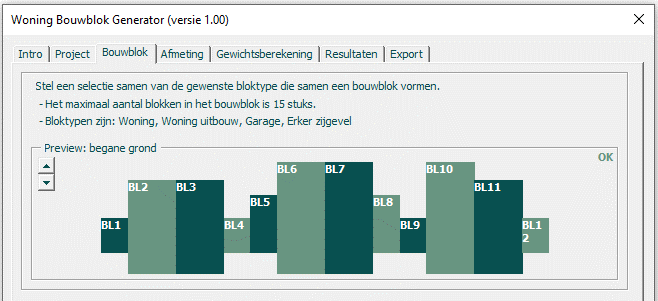 Woning Bouwblok Generator (versie 1.00)
Intro Project Bouwblok Afmeting Gewichtsberekening Resultaten Export
Stel een selectie samen van de gewenste bloktype die samen een bouwblok vormen.
- Het maximaal aantal blokken in het bouwblok is 15 stuks.
- Bloktypen zijn: Woning, Woning uitbouw, Garage, Erker zijgevel
Preview: begane grond
OK
BL1
BL2
BL3
BL4
BL5
BL6
BL7
BL8
BL9
BL10
BL11
BL1
2